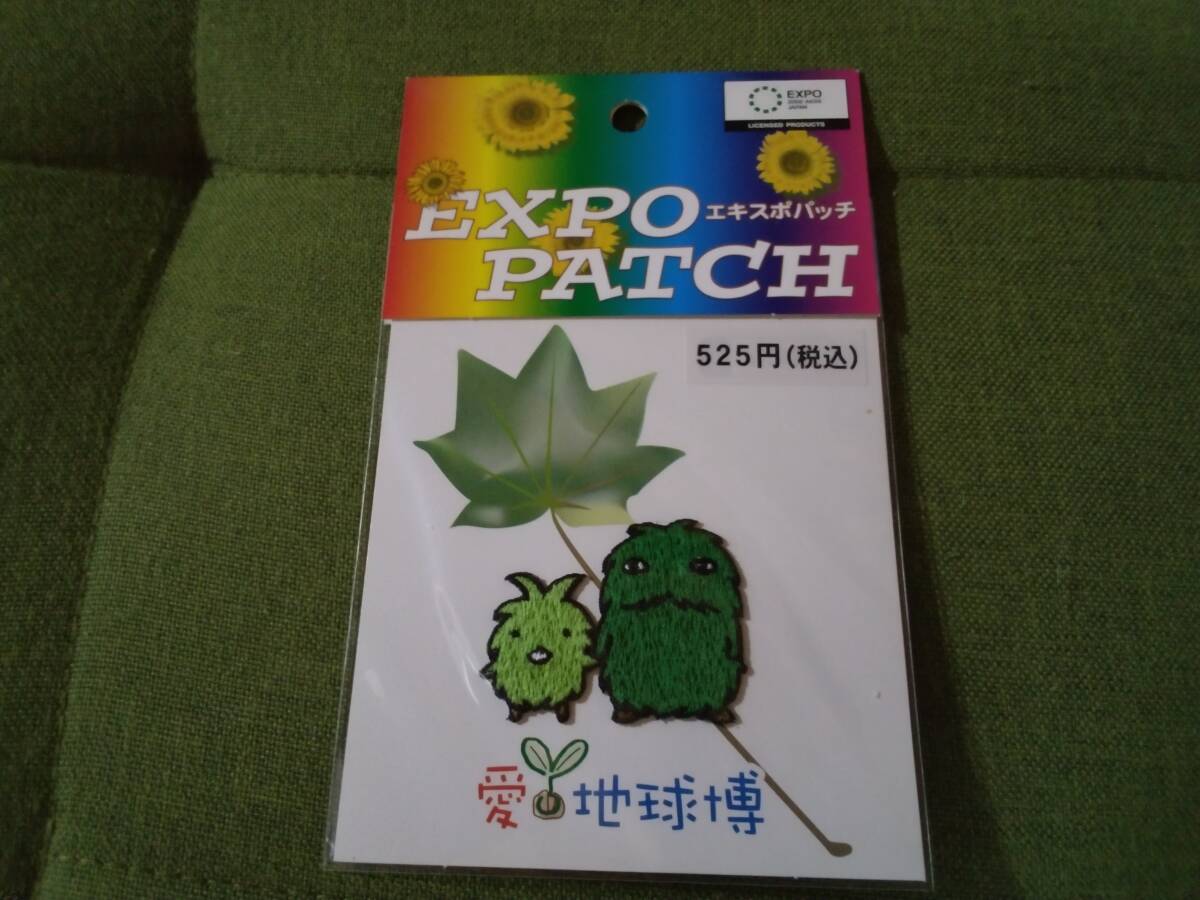 EXPO
2005 AICHI
JAPAN
LICENSED PRODUCTS
EXPO エキスポパッチ
PATCH
525円(税込)
愛・地球博